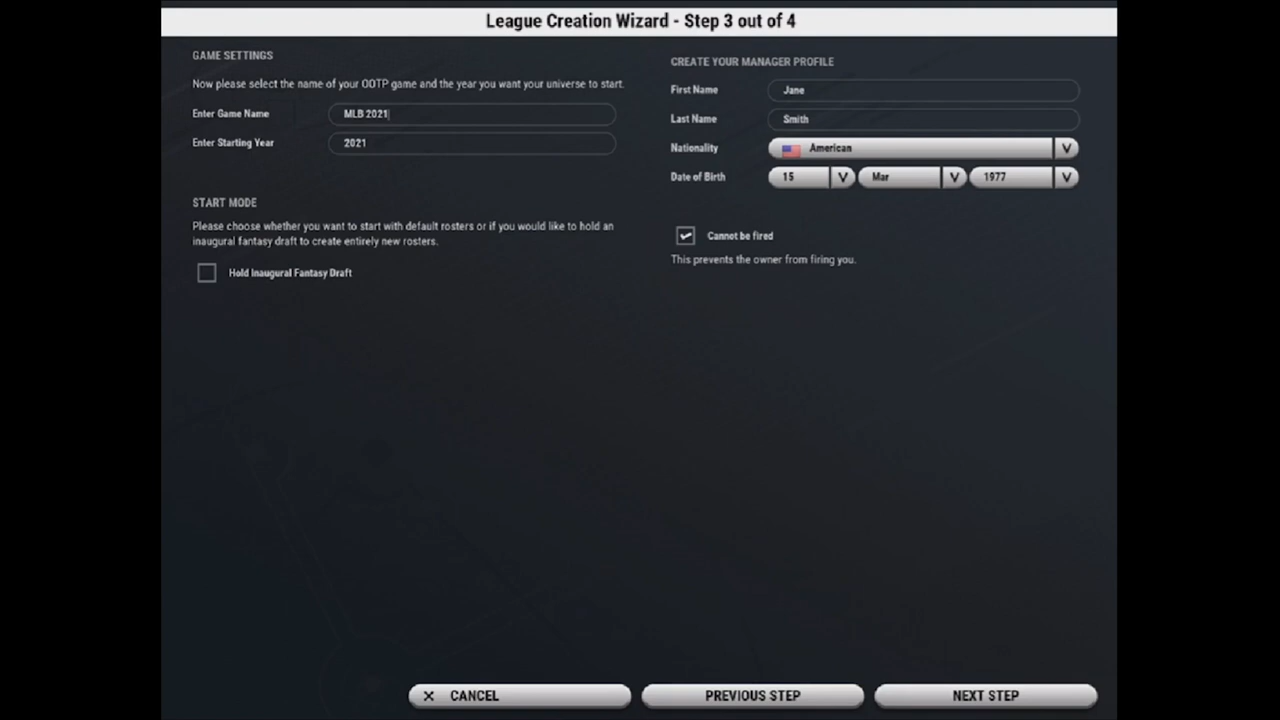 League Creation Wizard - Step 3 out of 4
GAME SETTINGS
Now please select the name of your OOTP game and the year you want your universe to start.
Enter Game Name
MLB 2021
Enter Starting Year
2021
START MODE
Please choose whether you want to start with default rosters or if you would like to hold an
inaugural fantasy draft to create entirely new rosters.
Hold Inaugural Fantasy Draft
CREATE YOUR MANAGER PROFILE
First Name
Jane
Last Name
Smith
Nationality
American
V
Date of Birth
15
V
Mar
V
1977
V
Cannot be fired
This prevents the owner from firing you.
CANCEL
PREVIOUS STEP
NEXT STEP